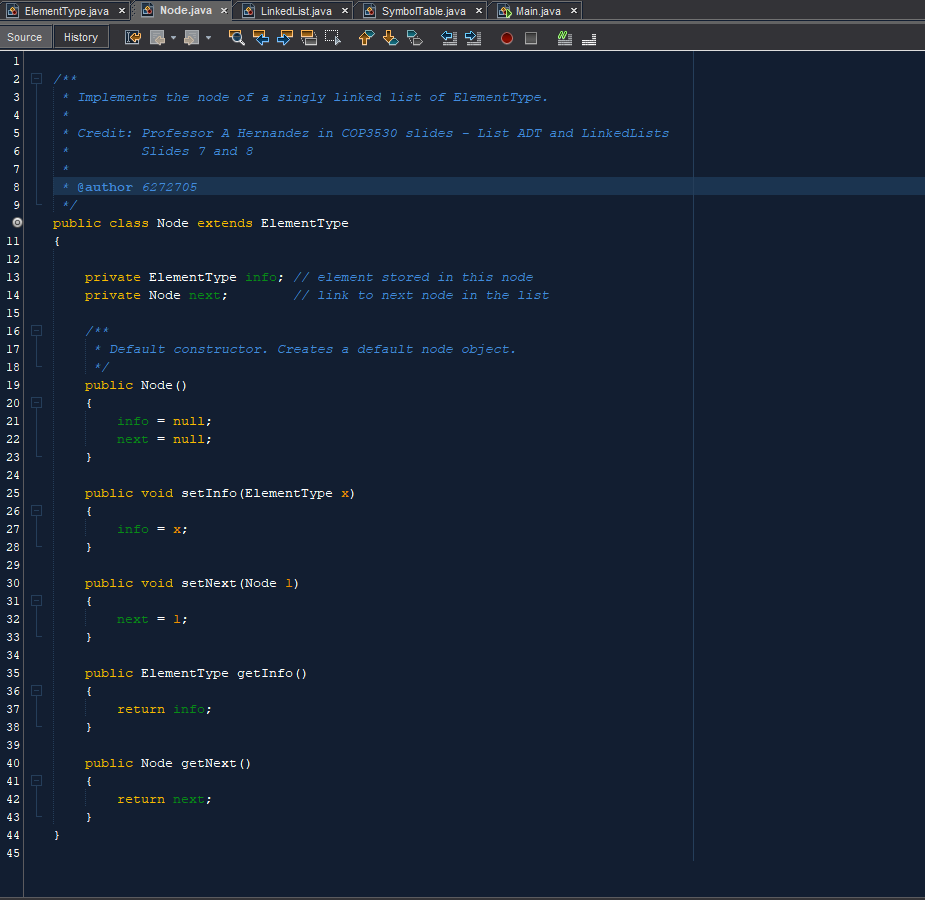 ElementType.java × Node.java × LinkedList.java × SymbolTable.java × Main.java ×
Source History
1
2 /**
3 * Implements the node of a singly linked list of ElementType.
4 *
5 * Credit: Professor A Hernandez in COP3530 slides - List ADT and LinkedLists
6 * Slides 7 and 8
7 *
8 * @author 6272705
9 */
public class Node extends ElementType
11 {
12
13 private ElementType info; // element stored in this node
14 private Node next; // link to next node in the list
15
16 /**
17 * Default constructor. Creates a default node object.
18 */
19 public Node()
20 {
21 info = null;
22 next = null;
23 }
24
25 public void setInfo(ElementType x)
26 {
27 info = x;
28 }
29
30 public void setNext(Node l)
31 {
32 next = l;
33 }
34
35 public ElementType getInfo()
36 {
37 return info;
38 }
39
40 public Node getNext()
41 {
42 return next;
43 }
44 }
45